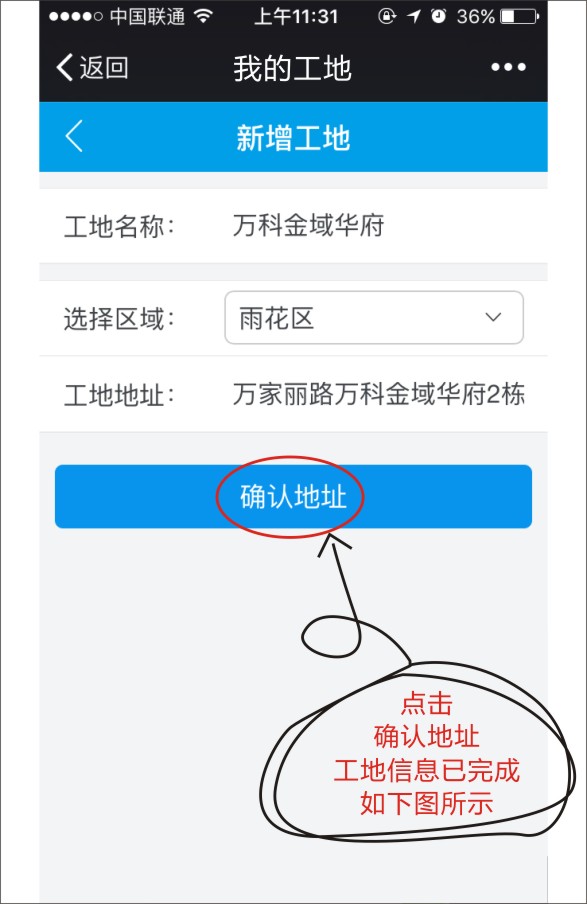 中国联通 上午11:31 36%
返回 我的工地
新增工地
工地名称: 万科金域华府
选择区域: 雨花区
工地地址: 万家丽路万科金域华府2栋
确认地址
点击
确认地址
工地信息已完成
如下图所示